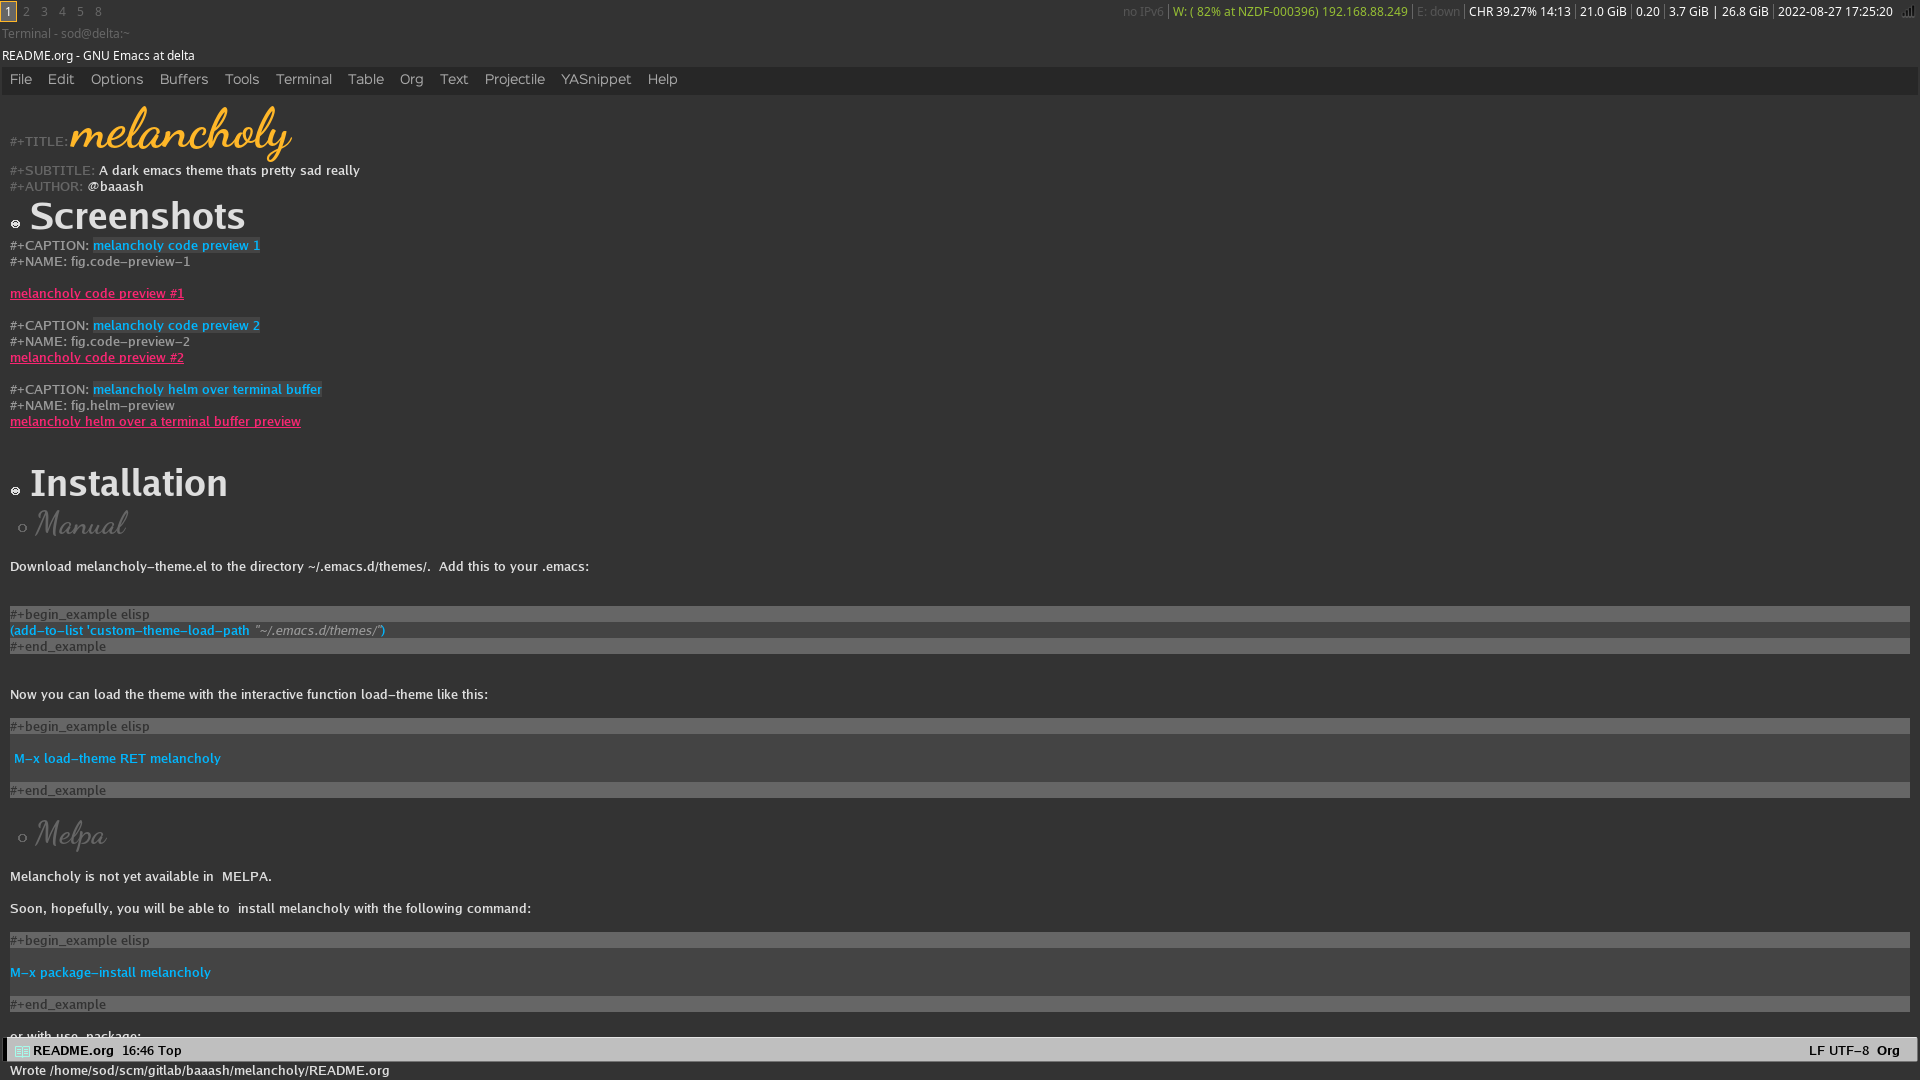 1 2 3 4 5 8 no IPv6 | W: ( 82% at NZDF-000396) 192.168.88.249 | E: down | CHR 39.27% 14:13 | 21.0 GiB | 0.20 | 3.7 GiB | 26.8 GiB | 2022-08-27 17:25:20
Terminal - sod@delta:~
README.org - GNU Emacs at delta
File Edit Options Buffers Tools Terminal Table Org Text Projectile YASnippet Help
#+TITLE: melancholy
#+SUBTITLE: A dark emacs theme thats pretty sad really
#+AUTHOR: @baaash
Screenshots
#+CAPTION: melancholy code preview 1
#+NAME: fig.code-preview-1
melancholy code preview #1
#+CAPTION: melancholy code preview 2
#+NAME: fig.code-preview-2
melancholy code preview #2
#+CAPTION: melancholy helm over terminal buffer
#+NAME: fig.helm-preview
melancholy helm over a terminal buffer preview
Installation
Manual
Download melancholy-theme.el to the directory ~/.emacs.d/themes/.  Add this to your .emacs:
#+begin_example elisp
(add-to-list 'custom-theme-load-path "~/.emacs.d/themes/")
#+end_example
Now you can load the theme with the interactive function load-theme like this:
#+begin_example elisp
M-x load-theme RET melancholy
#+end_example
Melpa
Melancholy is not yet available in  MELPA.
Soon, hopefully, you will be able to  install melancholy with the following command:
#+begin_example elisp
M-x package-install melancholy
#+end_example
or with use-package:
README.org 16:46 Top LF UTF-8 Org
Wrote /home/sod/scm/gitlab/baaash/melancholy/README.org